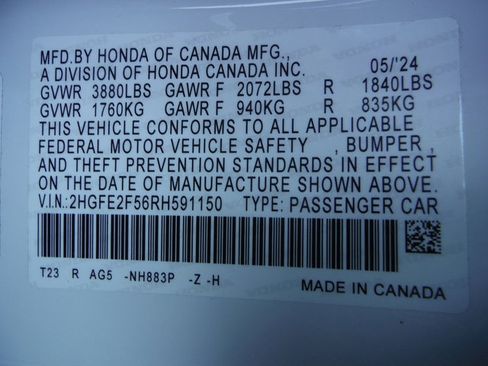 MFD.BY HONDA OF CANADA MFG.,
A DIVISION OF HONDA CANADA INC. 05/'24
GVWR 3880LBS GAWR F 2072LBS R 1840LBS
GVWR 1760KG GAWR F 940KG R 835KG
THIS VEHICLE CONFORMS TO ALL APPLICABLE
FEDERAL MOTOR VEHICLE SAFETY , BUMPER ,
AND THEFT PREVENTION STANDARDS IN EFFECT
ON THE DATE OF MANUFACTURE SHOWN ABOVE.
V.I.N.:2HGFE2F56RH591150 TYPE: PASSENGER CAR
T23 R AG5 -NH883P -Z -H
MADE IN CANADA